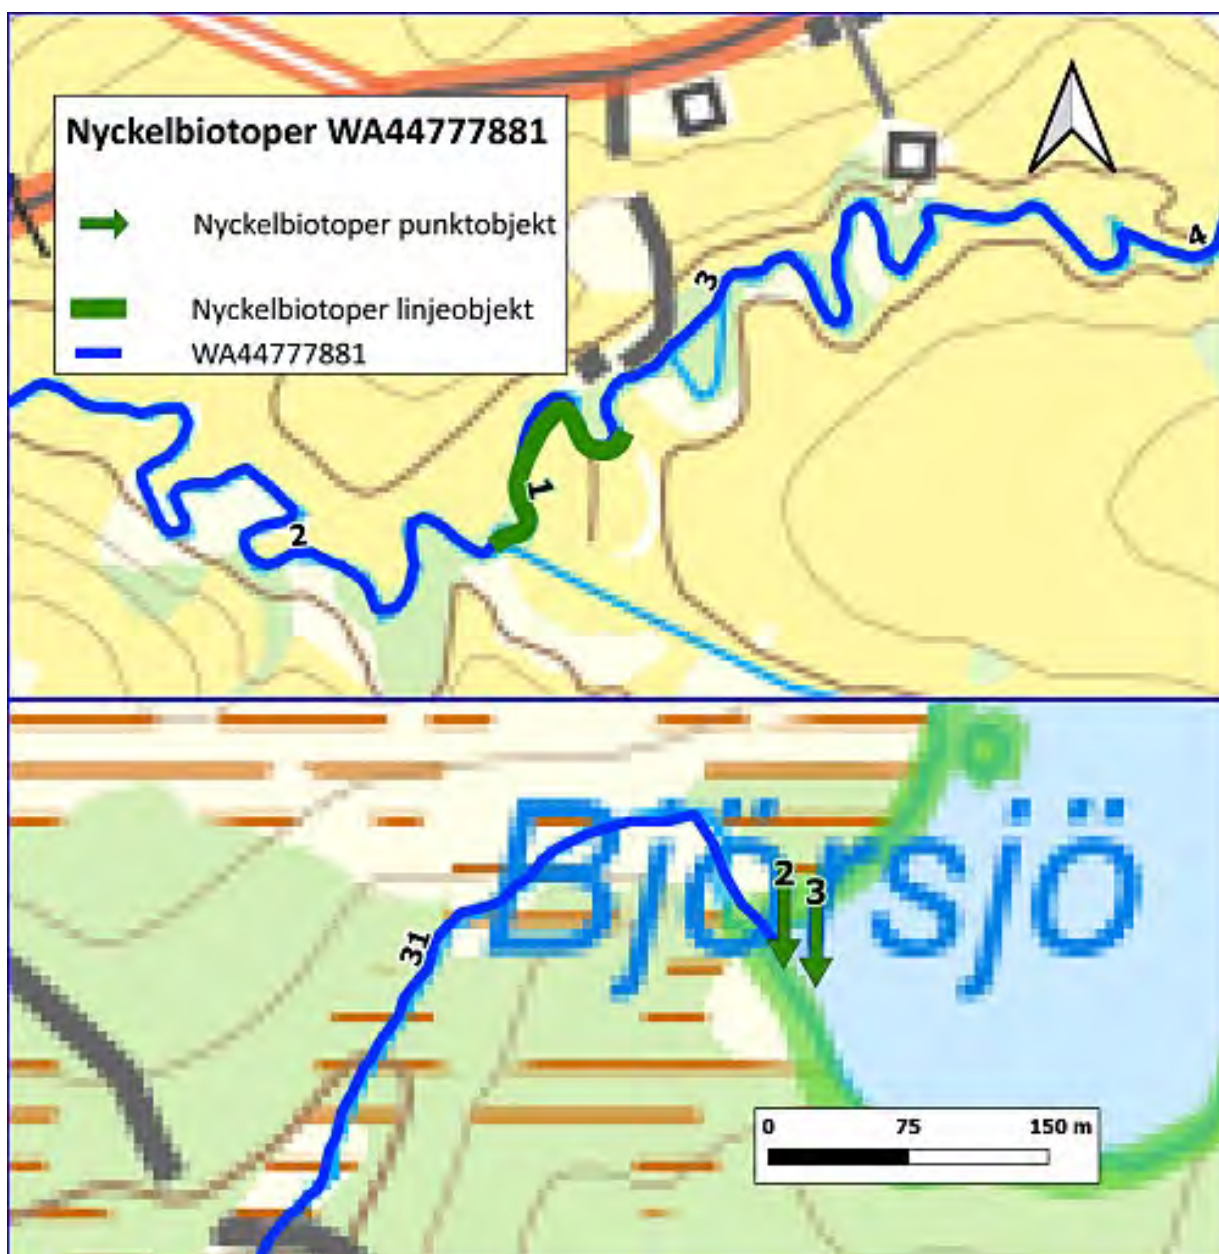 Nyckelbiotoper WA44777881
Nyckelbiotoper punktobjekt
Nyckelbiotoper linjeobjekt
WA44777881
3
4
1
2
Björsjö
2
3
31
0 75 150 m